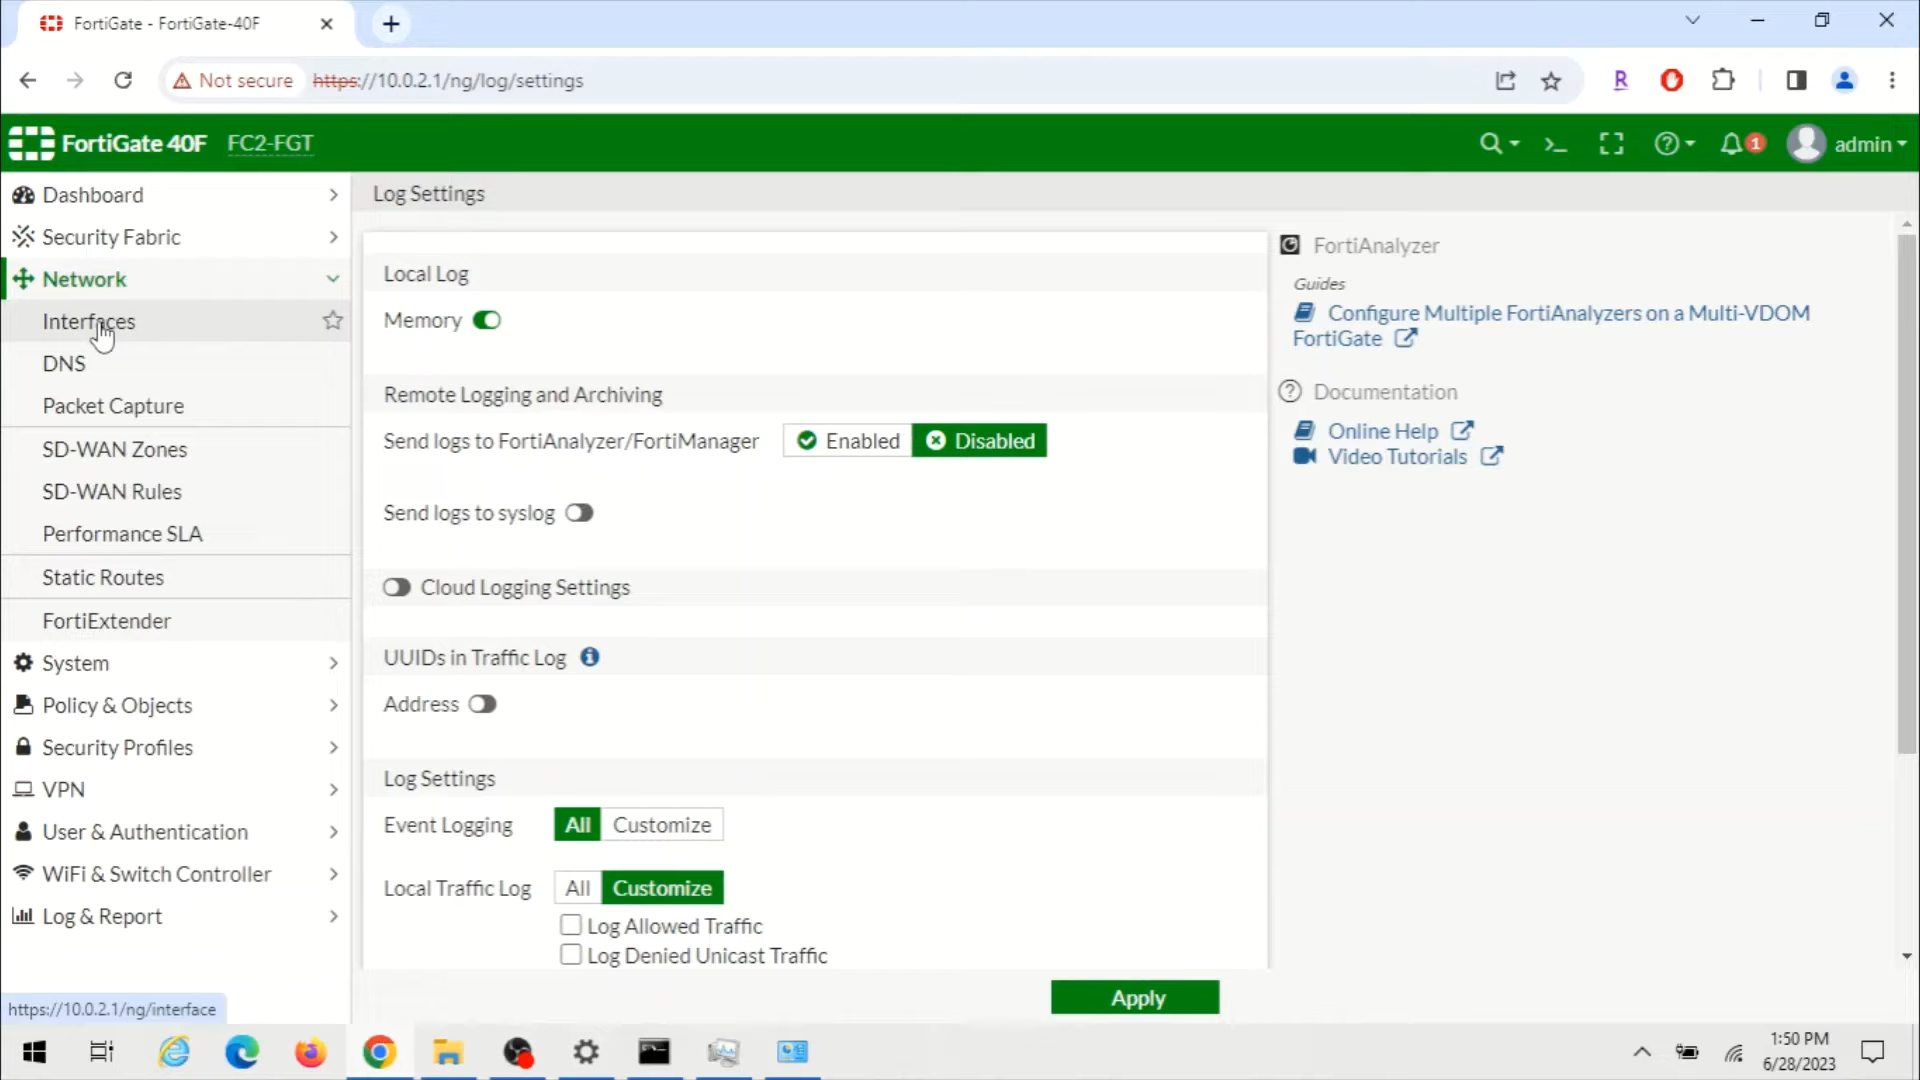 FortiGate - FortiGate-40F
Not secure https://10.0.2.1/ng/log/settings
R
FortiGate 40F FC2-FGT
1 admin
Dashboard
Security Fabric
Network
Interfaces
DNS
Packet Capture
SD-WAN Zones
SD-WAN Rules
Performance SLA
Static Routes
FortiExtender
System
Policy & Objects
Security Profiles
VPN
User & Authentication
WiFi & Switch Controller
Log & Report
https://10.0.2.1/ng/interface
Log Settings
Local Log
Memory
Remote Logging and Archiving
Send logs to FortiAnalyzer/FortiManager Enabled Disabled
Send logs to syslog
Cloud Logging Settings
UUIDs in Traffic Log
Address
Log Settings
Event Logging All Customize
Local Traffic Log All Customize
Log Allowed Traffic
Log Denied Unicast Traffic
Apply
FortiAnalyzer
Guides
Configure Multiple FortiAnalyzers on a Multi-VDOM
FortiGate
Documentation
Online Help
Video Tutorials
1:50 PM
6/28/2023